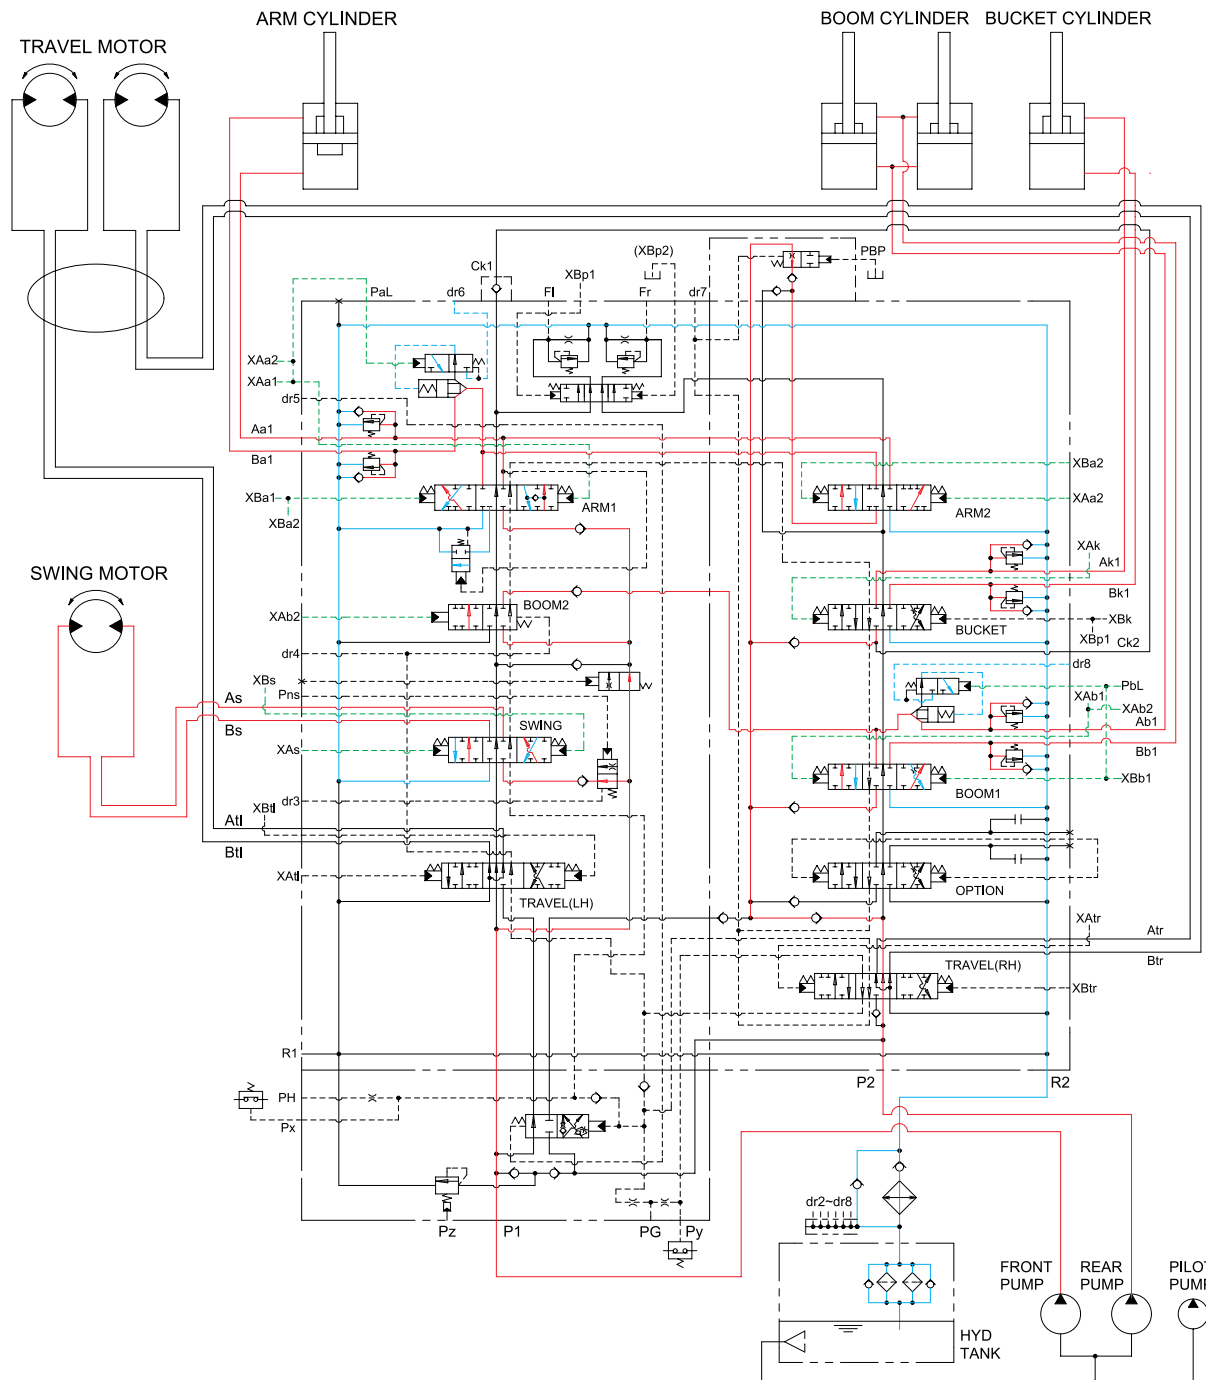 ARM CYLINDER
BOOM CYLINDER
BUCKET CYLINDER
TRAVEL MOTOR
(XBp2)
PBP
Ck1
XBp1
PaL
dr6
Fl
Fr
dr7
XAa2
XAa1
dr5
Aa1
Ba1
XBa2
XBa1
ARM1
XAa2
ARM2
XBa2
XAk
Ak1
SWING MOTOR
Bk1
BOOM2
XAb2
XBk
BUCKET
XBp1
Ck2
dr4
dr8
XBs
PbL
As
Pns
XAb1
XAb2
Bs
SWING
Ab1
XAs
Bb1
XBb1
BOOM1
dr3
XBtl
Atl
Btl
XAtl
OPTION
TRAVEL(LH)
XAtr
Atr
TRAVEL(RH)
Btr
XBtr
R1
P2
R2
PH
Px
dr2~dr8
Pz
P1
PG
Py
FRONT
PUMP
REAR
PUMP
PILOT
PUMP
HYD
TANK